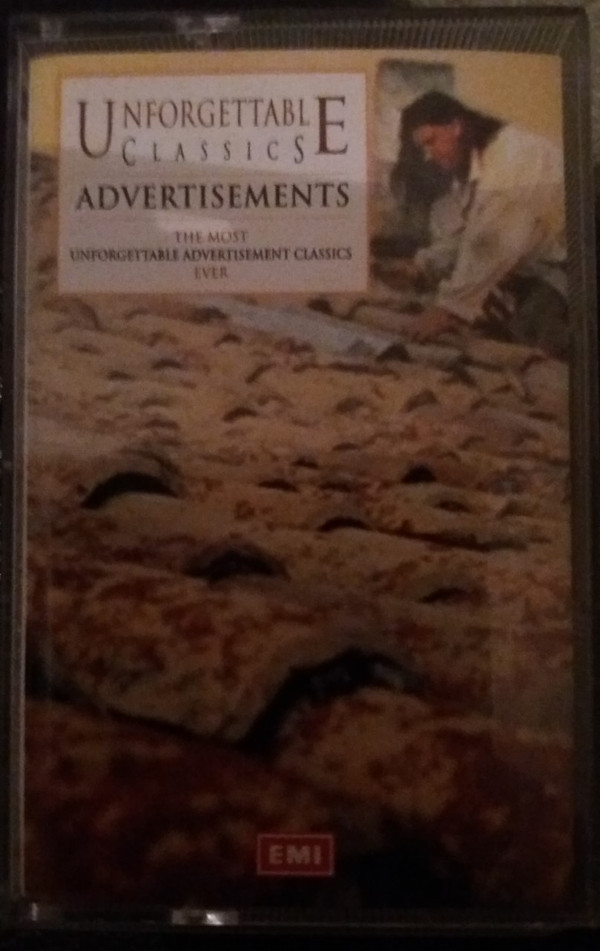 UNFORGETTABLE
CLASSICS
ADVERTISEMENTS
THE MOST
UNFORGETTABLE ADVERTISEMENT CLASSICS
EVER
EMI